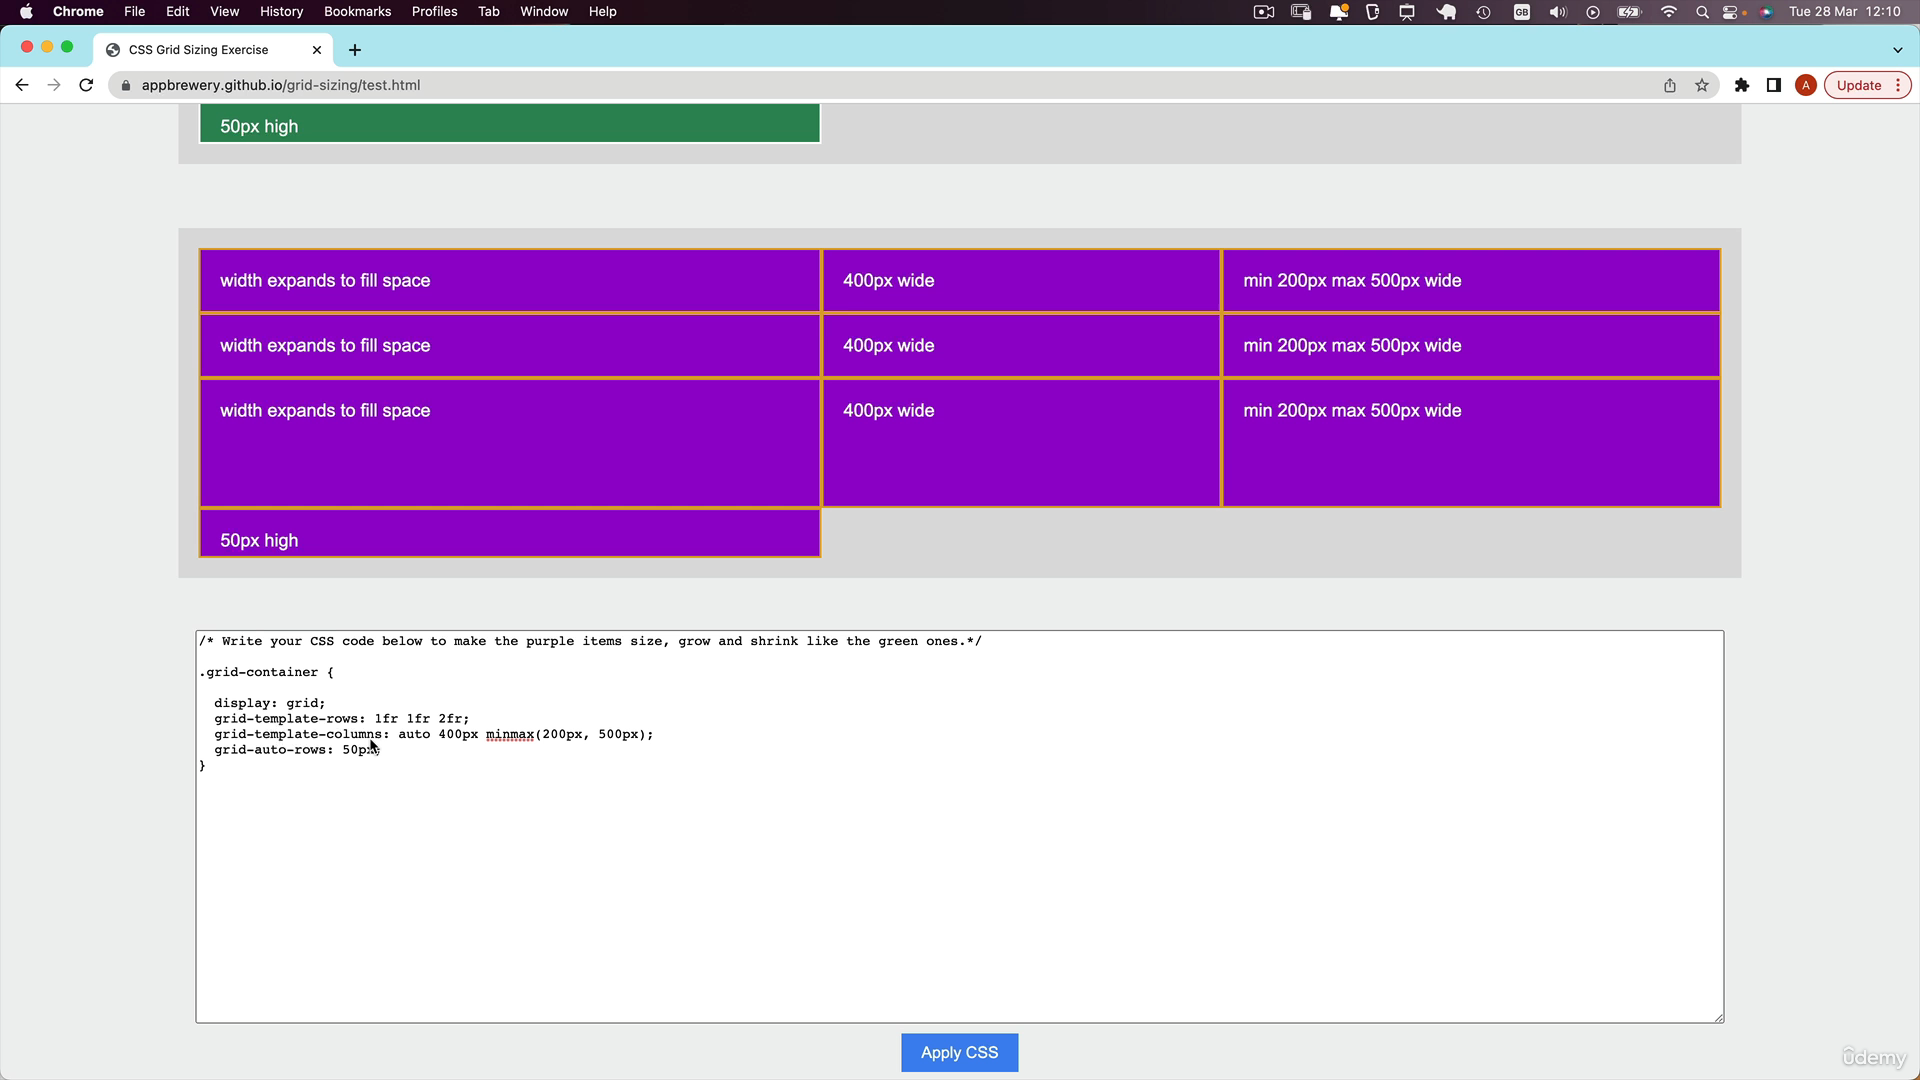 Chrome File Edit View History Bookmarks Profiles Tab Window Help GB Tue 28 Mar 12:10
CSS Grid Sizing Exercise
appbrewery.github.io/grid-sizing/test.html A Update
50px high
width expands to fill space 400px wide min 200px max 500px wide
width expands to fill space 400px wide min 200px max 500px wide
width expands to fill space 400px wide min 200px max 500px wide
50px high
/* Write your CSS code below to make the purple items size, grow and shrink like the green ones.*/
.grid-container {
display: grid;
grid-template-rows: 1fr 1fr 2fr;
grid-template-columns: auto 400px minmax(200px, 500px);
grid-auto-rows: 50px;
}
Apply CSS
ûdemy